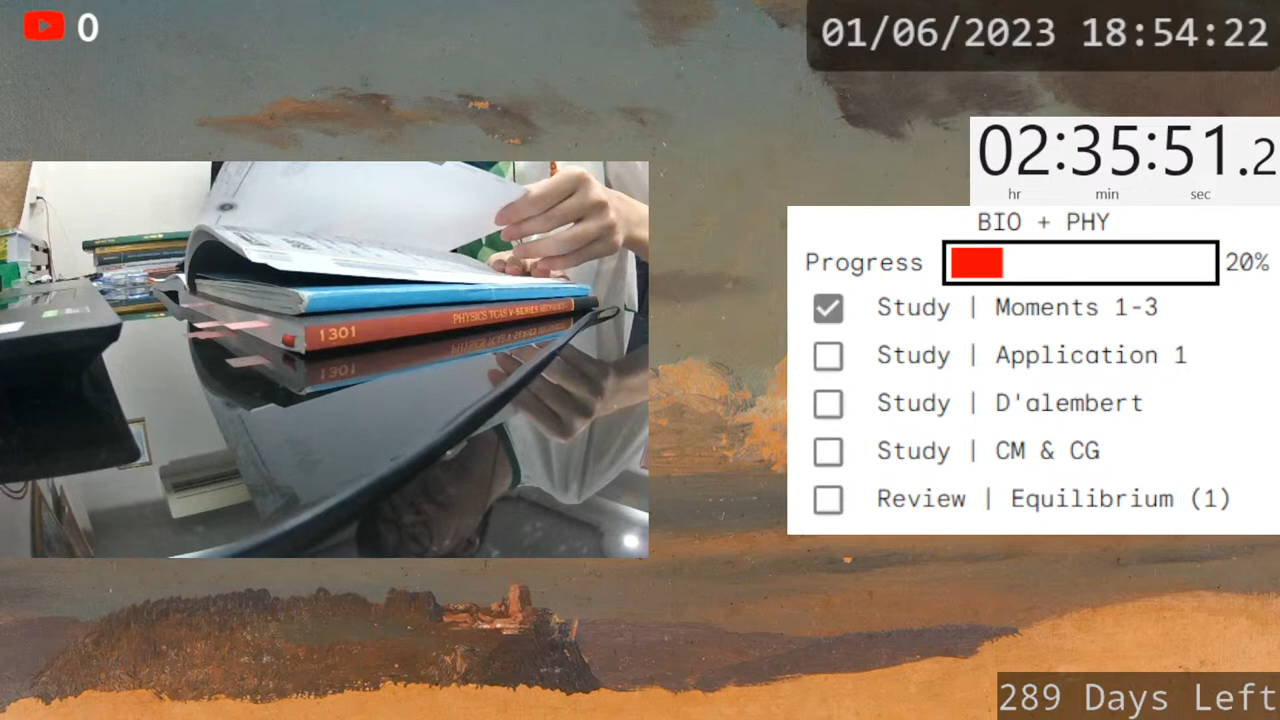 0
01/06/2023 18:54:22
02:35:51.2
hr min sec
BIO + PHY
Progress 20%
Study | Moments 1-3
Study | Application 1
Study | D'alembert
Study | CM & CG
Review | Equilibrium (1)
1301 PHYSICS TCAS V-SERIES
289 Days Left